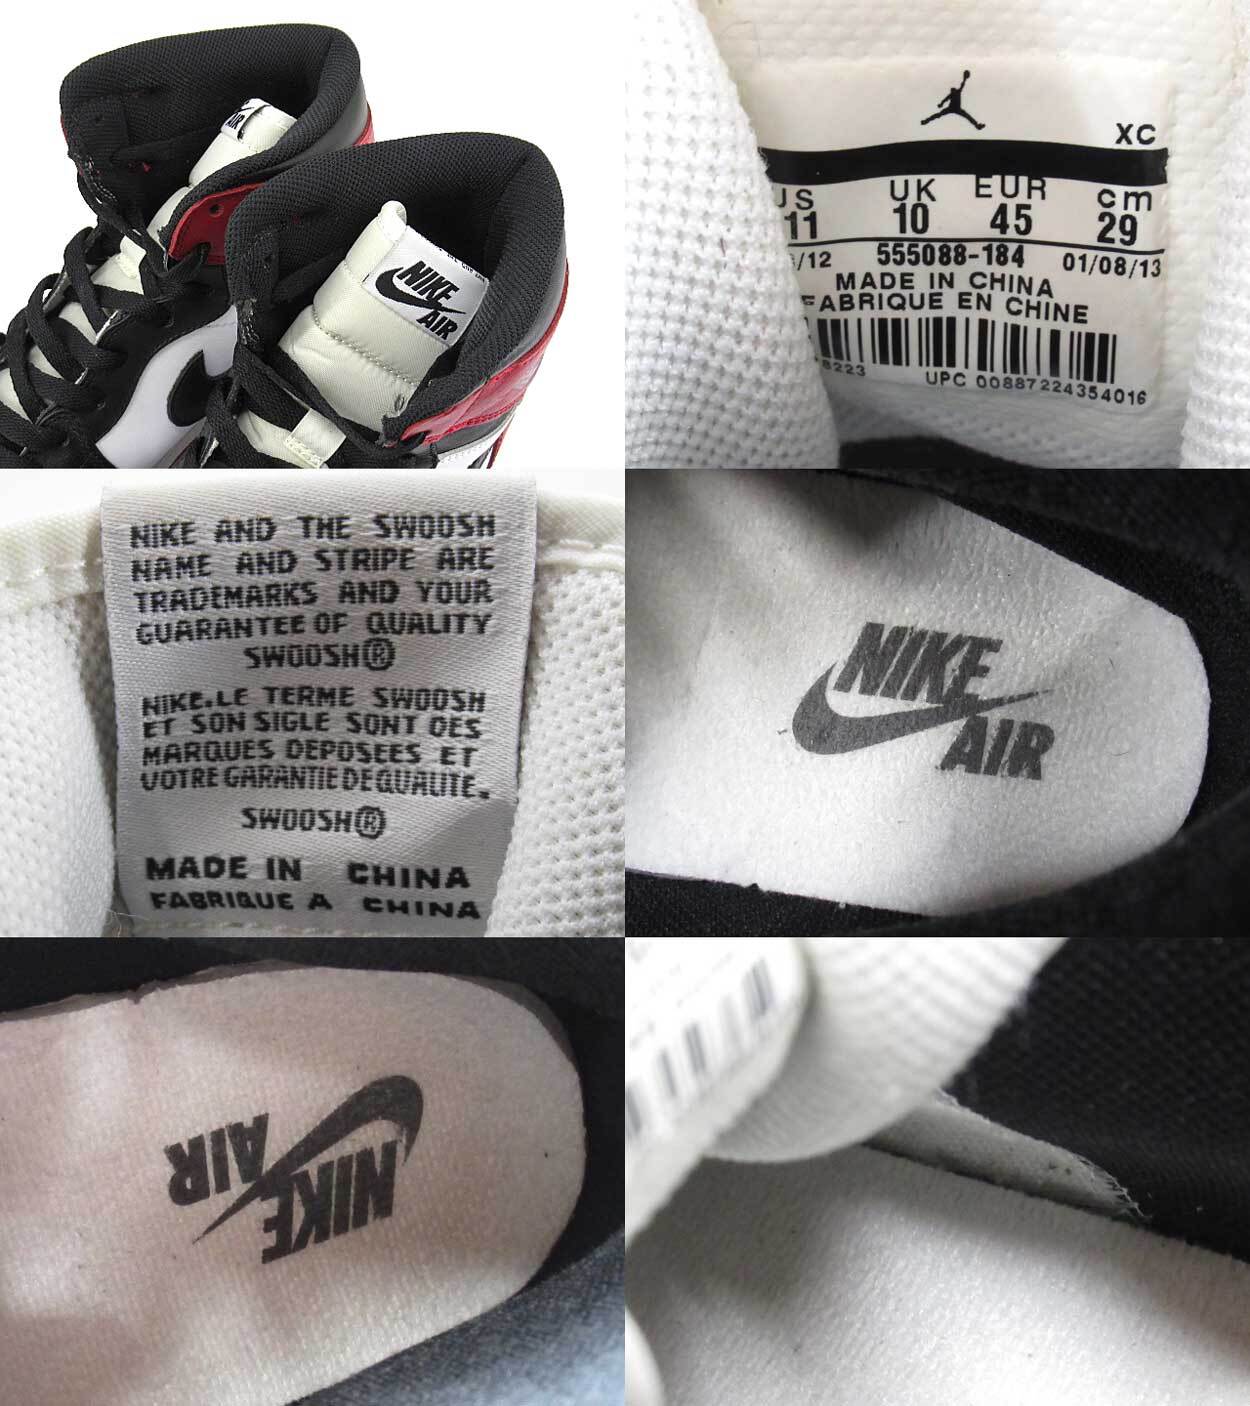 AIR
NIKE
AIR
XC
US UK EUR cm
11 10 45 29
/12 555088-184 01/08/13
MADE IN CHINA
FABRIQUE EN CHINE
8223
UPC 00887224354016
NIKE AND THE SWOOSH
NAME AND STRIPE ARE
TRADEMARKS AND YOUR
GUARANTEE OF QUALITY
SWOOSH®
NIKE.LE TERME SWOOSH
ET SON SIGLE SONT DES
MARQUES DEPOSEES ET
VOTRE GARANTIE DE QUALITE.
SWOOSH®
MADE IN CHINA
FABRIQUE A CHINA
NIKE
AIR
NIKE
AIR